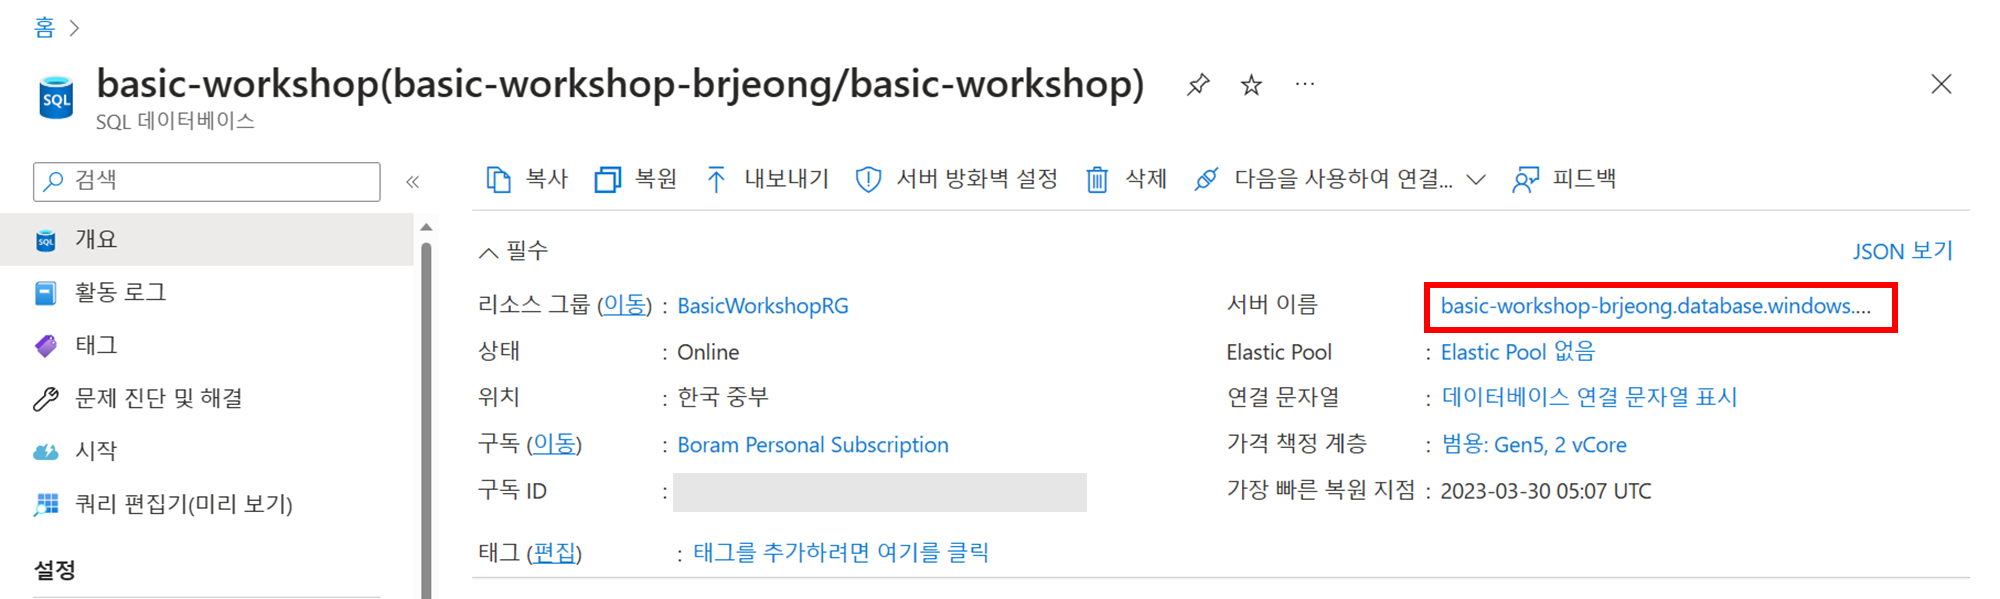 홈
basic-workshop(basic-workshop-brjeong/basic-workshop)
SQL 데이터베이스
검색
복사 복원 내보내기 서버 방화벽 설정 삭제 다음을 사용하여 연결... 피드백
개요
활동 로그
태그
문제 진단 및 해결
시작
쿼리 편집기(미리 보기)
설정
필수
JSON 보기
리소스 그룹 (이동) : BasicWorkshopRG
상태 : Online
위치 : 한국 중부
구독 (이동) : Boram Personal Subscription
구독 ID :
태그 (편집) : 태그를 추가하려면 여기를 클릭
서버 이름 basic-workshop-brjeong.database.windows....
Elastic Pool : Elastic Pool 없음
연결 문자열 : 데이터베이스 연결 문자열 표시
가격 책정 계층 : 범용: Gen5, 2 vCore
가장 빠른 복원 지점 : 2023-03-30 05:07 UTC